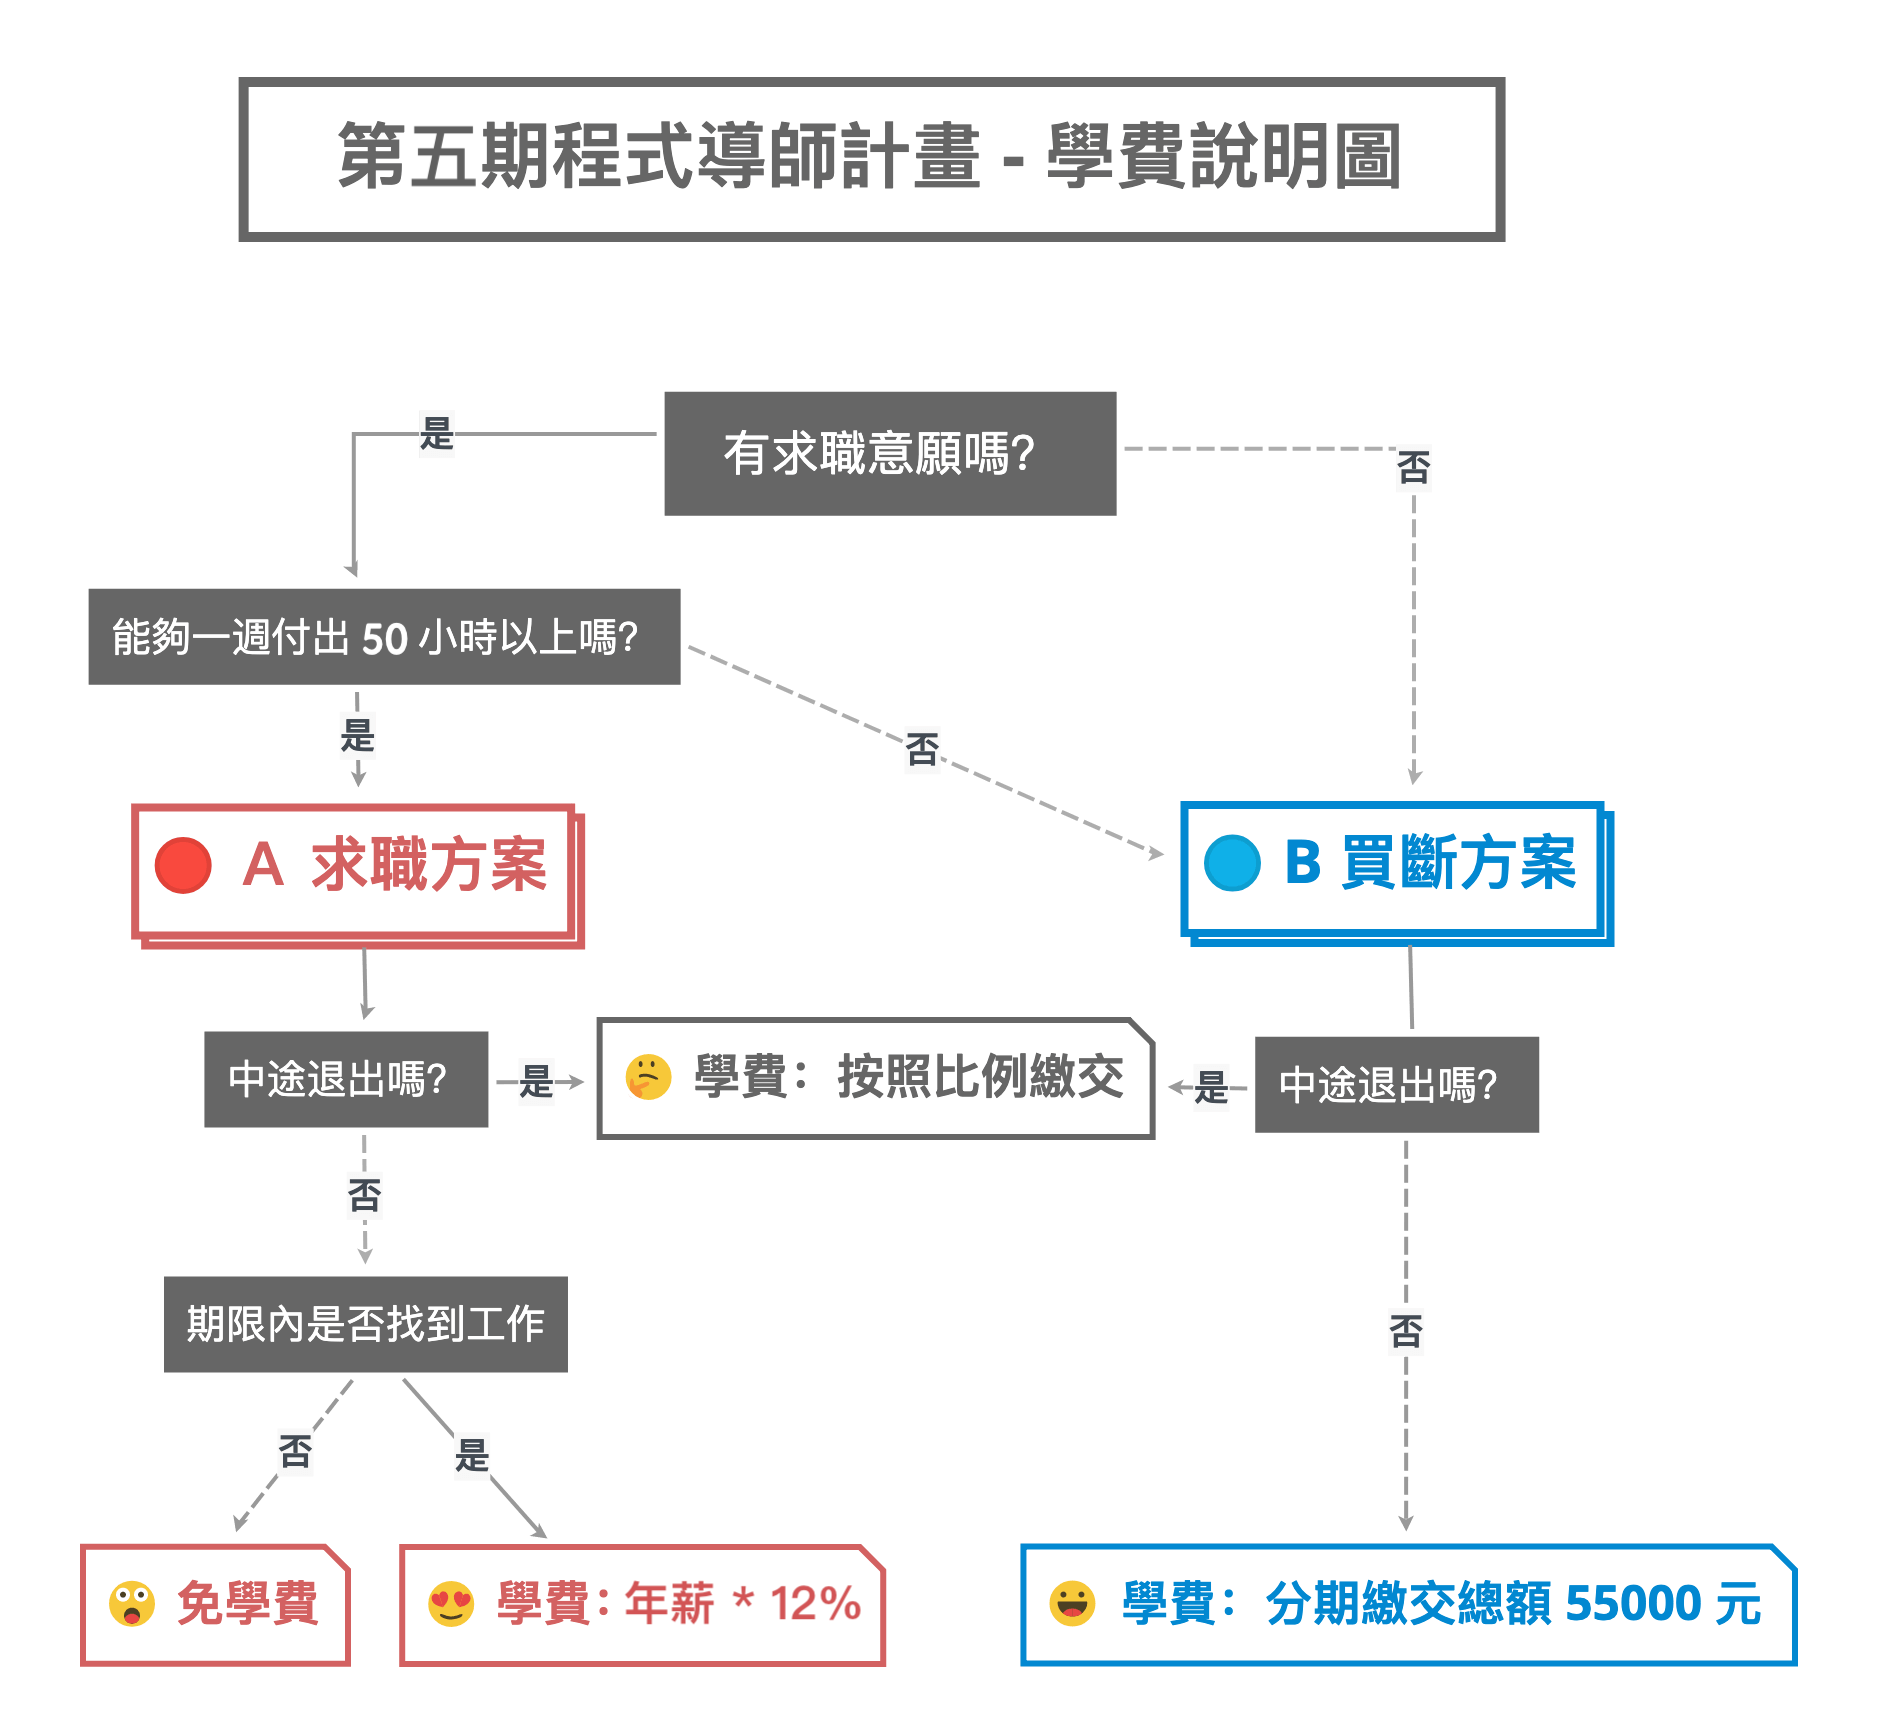 第五期程式導師計畫 - 學費說明圖
是
有求職意願嗎?
否
能夠一週付出 50 小時以上嗎?
是
否
A 求職方案
B 買斷方案
中途退出嗎?
是
學費：按照比例繳交
是
中途退出嗎?
否
期限內是否找到工作
否
否
是
免學費
學費：年薪 * 12%
學費：分期繳交總額 55000 元